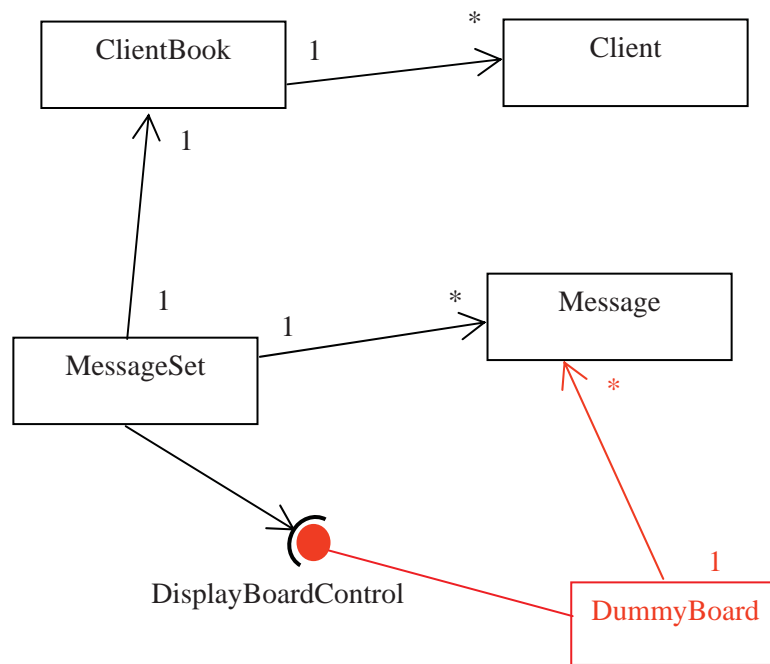 ClientBook
1
*
Client
1
1
1
*
Message
MessageSet
*
DisplayBoardControl
1
DummyBoard